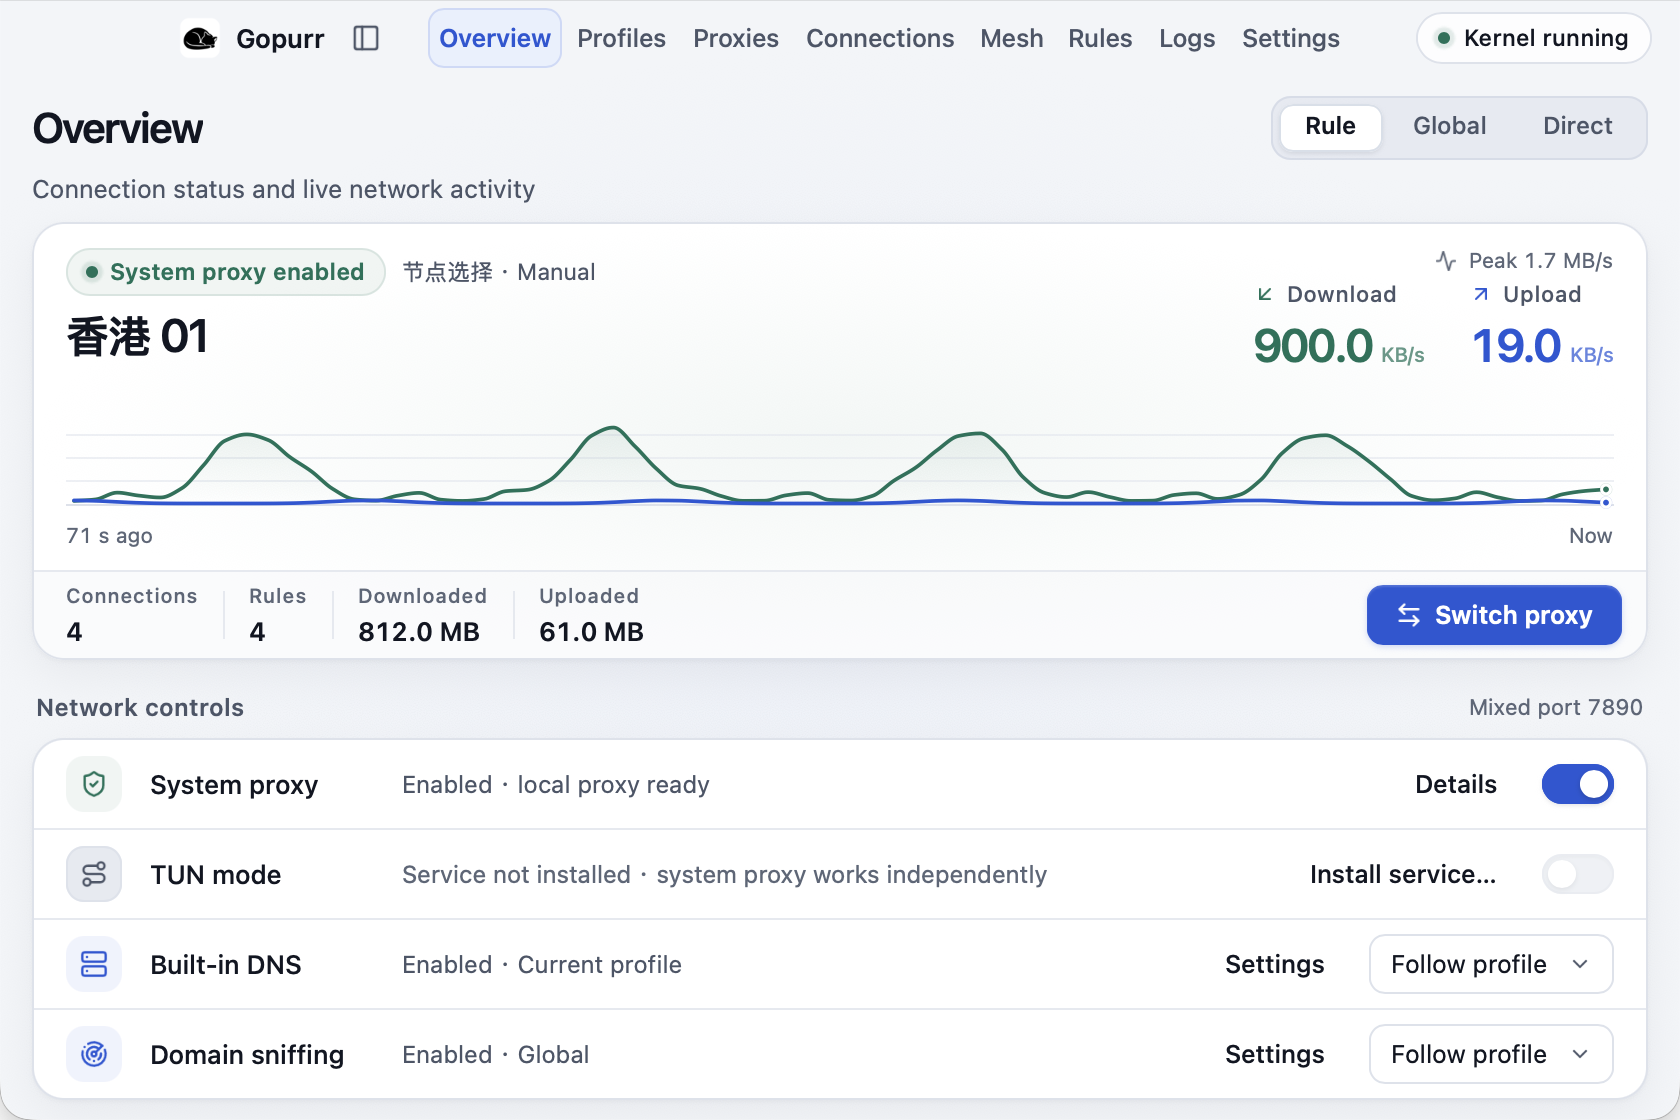 Gopurr
Overview
Profiles
Proxies
Connections
Mesh
Rules
Logs
Settings
Kernel running
Overview
Rule
Global
Direct
Connection status and live network activity
System proxy enabled
节点选择 · Manual
Peak 1.7 MB/s
Download
Upload
香港 01
900.0 KB/s
19.0 KB/s
71 s ago
Now
Connections
Rules
Downloaded
Uploaded
4
4
812.0 MB
61.0 MB
Switch proxy
Network controls
Mixed port 7890
System proxy
Enabled · local proxy ready
Details
TUN mode
Service not installed · system proxy works independently
Install service...
Built-in DNS
Enabled · Current profile
Settings
Follow profile
Domain sniffing
Enabled · Global
Settings
Follow profile